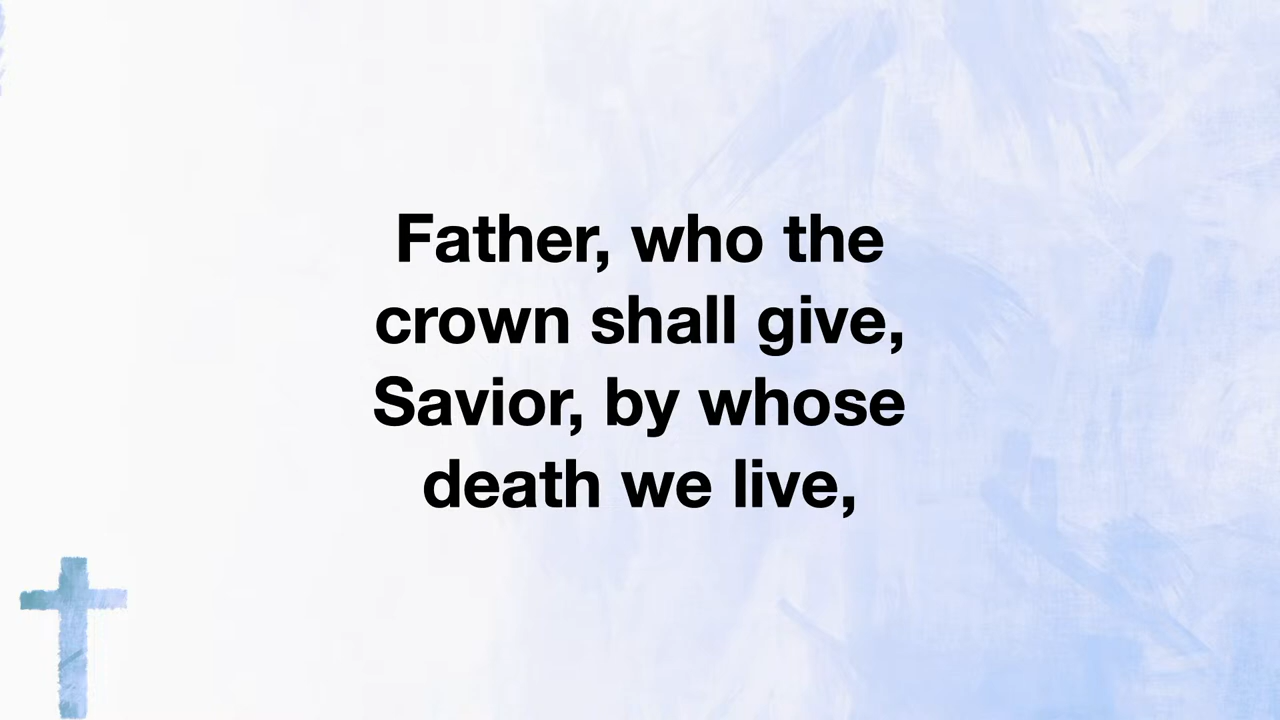 Father, who the
crown shall give,
Savior, by whose
death we live,